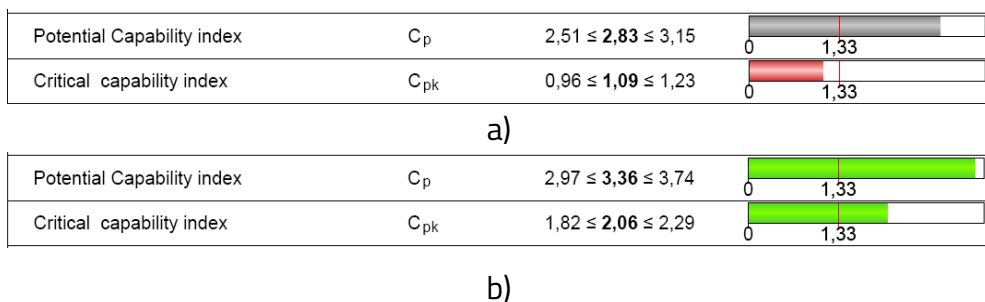 Potential Capability index Cp 2,51 ≤ 2,83 ≤ 3,15
0 1,33
Critical capability index Cpk 0,96 ≤ 1,09 ≤ 1,23
0 1,33
a)
Potential Capability index Cp 2,97 ≤ 3,36 ≤ 3,74
0 1,33
Critical capability index Cpk 1,82 ≤ 2,06 ≤ 2,29
0 1,33
b)